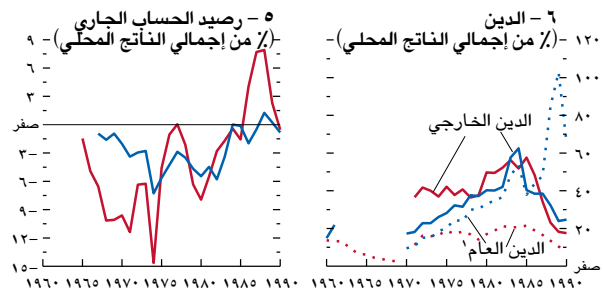 ٥ – رصيد الحساب الجاري
(٪ من إجمالي الناتج المحلي)
٩
٦
٣
صفر
٣–
٦–
٩–
١٢–
١٥–
١٩٦٠ ١٩٦٥ ١٩٧٠ ١٩٧٥ ١٩٨٠ ١٩٨٥ ١٩٩٠
٦ – الدين
(٪ من إجمالي الناتج المحلي)
١٢٠
١٠٠
٨٠
٦٠
٤٠
٢٠
صفر
الدين الخارجي
الدين العام١
١٩٦٠ ١٩٦٥ ١٩٧٠ ١٩٧٥ ١٩٨٠ ١٩٨٥ ١٩٩٠